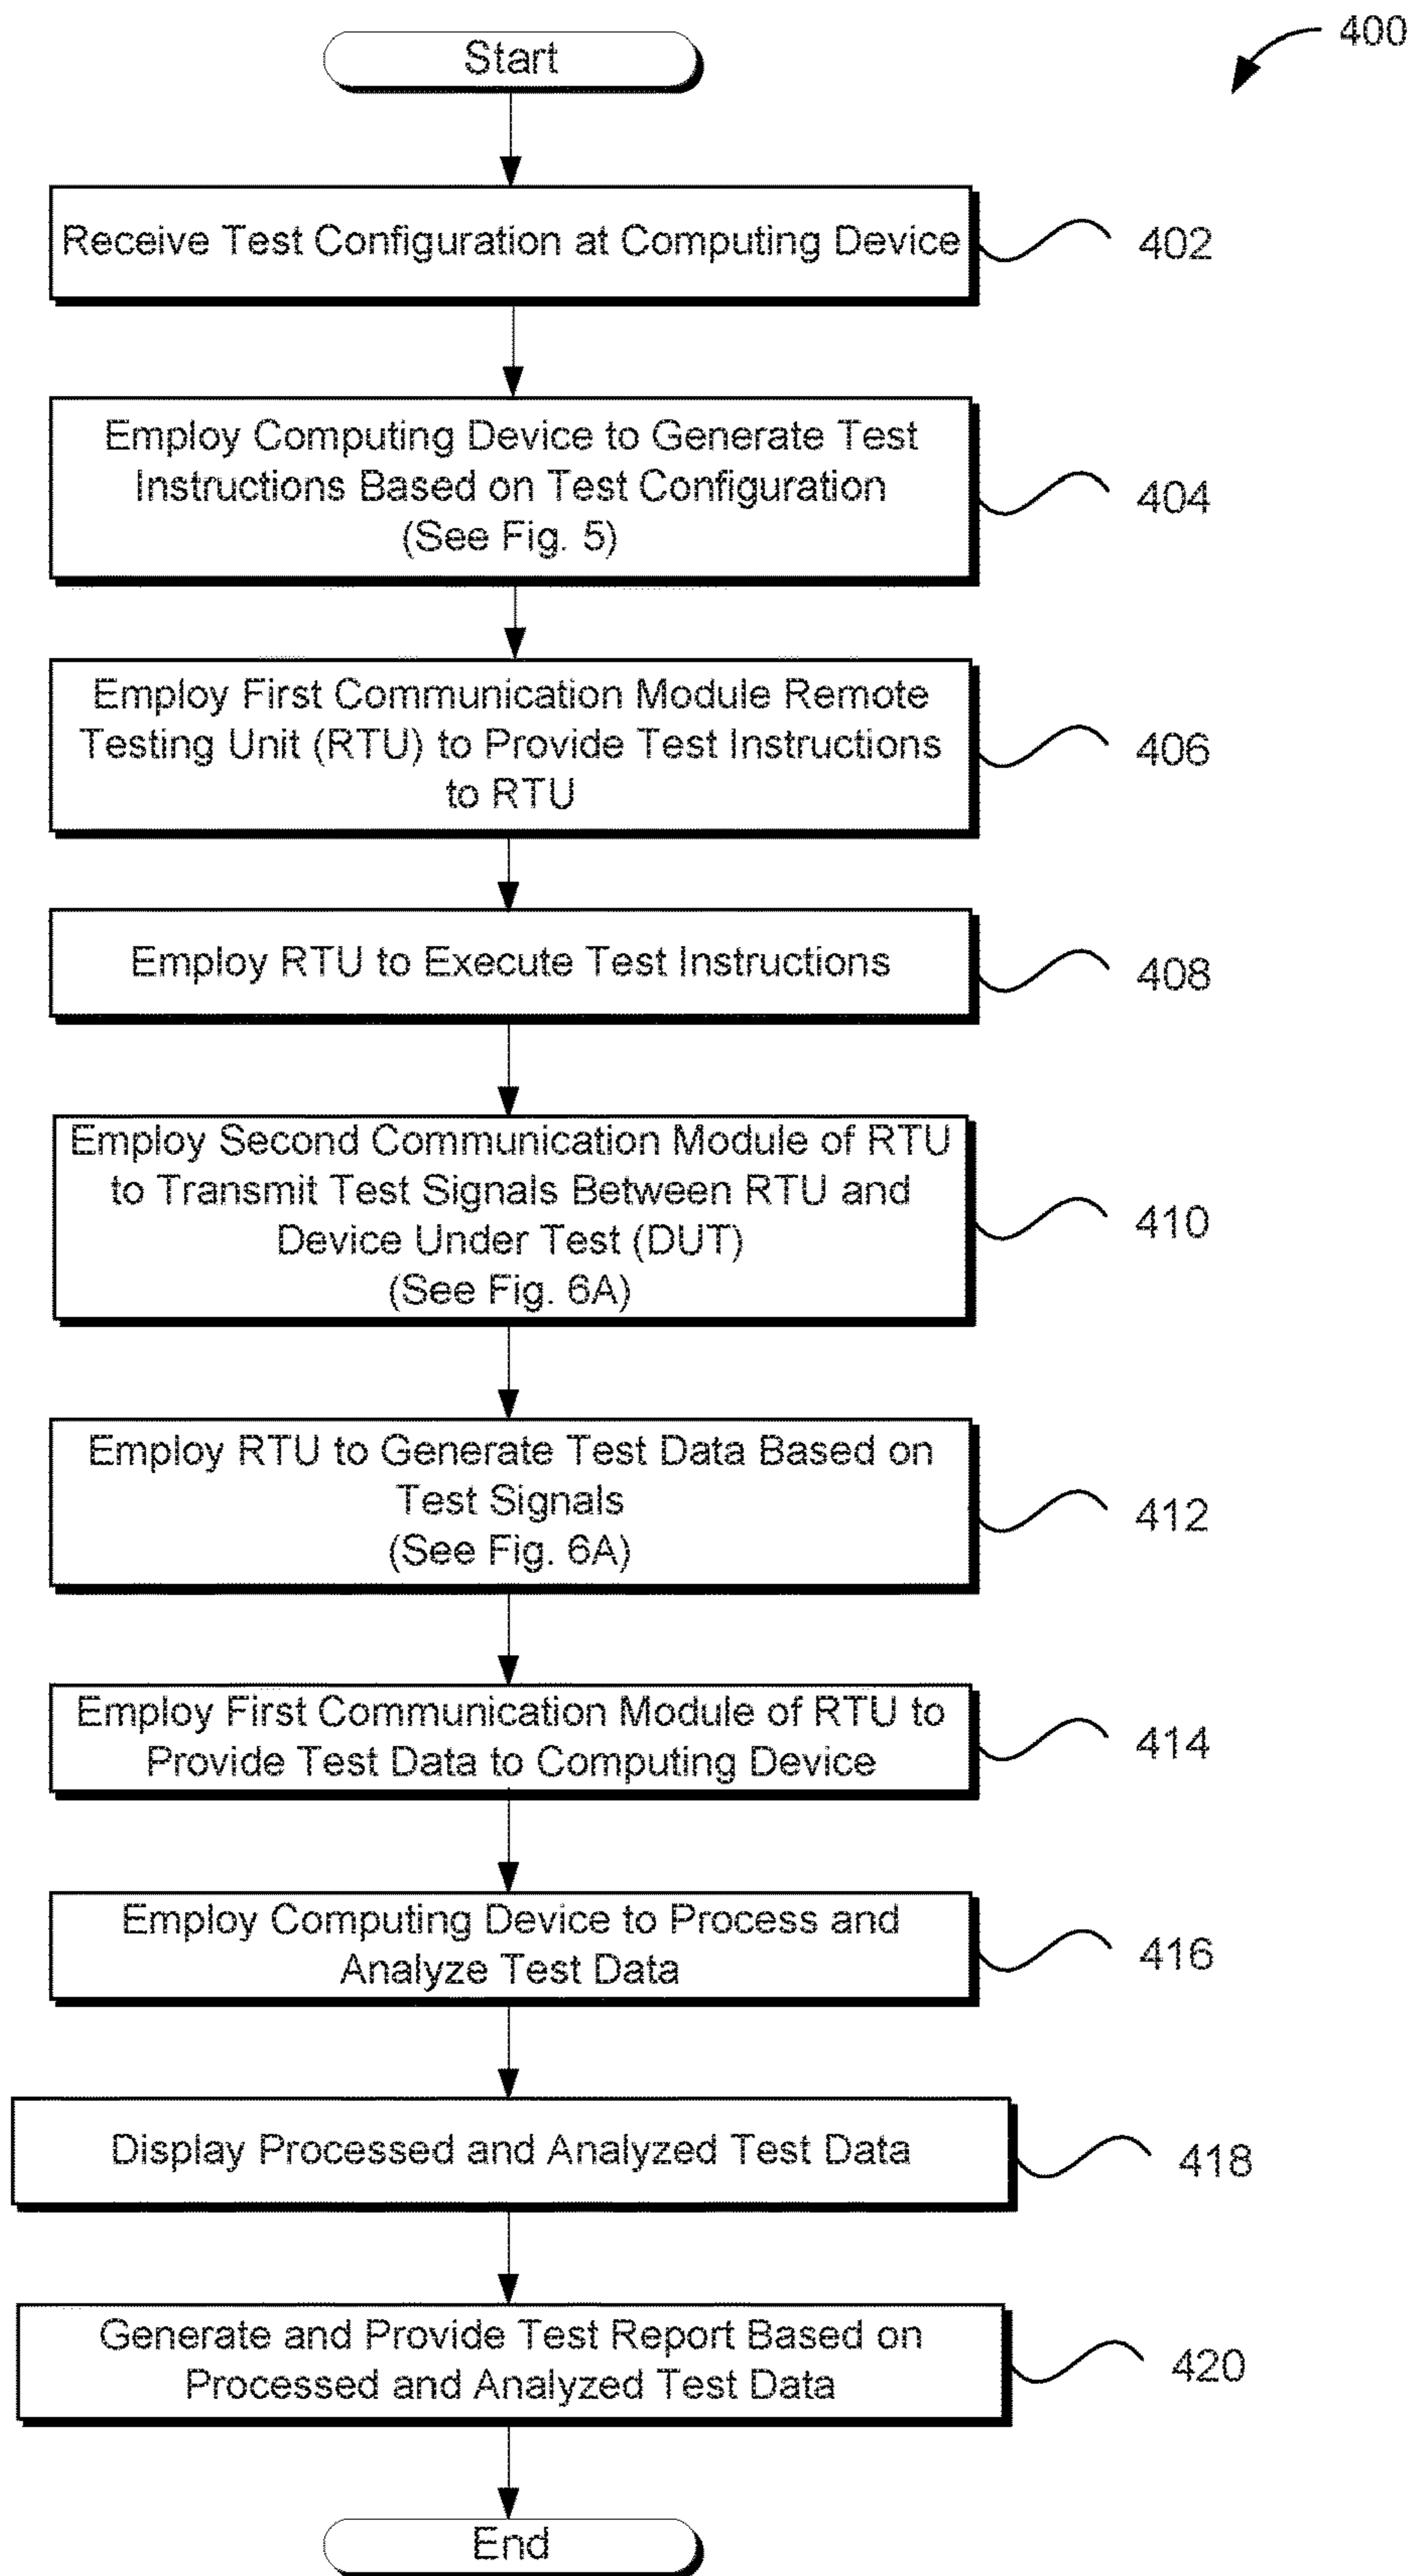 400
Start
Receive Test Configuration at Computing Device
402
Employ Computing Device to Generate Test
Instructions Based on Test Configuration
(See Fig. 5)
404
Employ First Communication Module Remote
Testing Unit (RTU) to Provide Test Instructions
to RTU
406
Employ RTU to Execute Test Instructions
408
Employ Second Communication Module of RTU
to Transmit Test Signals Between RTU and
Device Under Test (DUT)
(See Fig. 6A)
410
Employ RTU to Generate Test Data Based on
Test Signals
(See Fig. 6A)
412
Employ First Communication Module of RTU to
Provide Test Data to Computing Device
414
Employ Computing Device to Process and
Analyze Test Data
416
Display Processed and Analyzed Test Data
418
Generate and Provide Test Report Based on
Processed and Analyzed Test Data
420
End